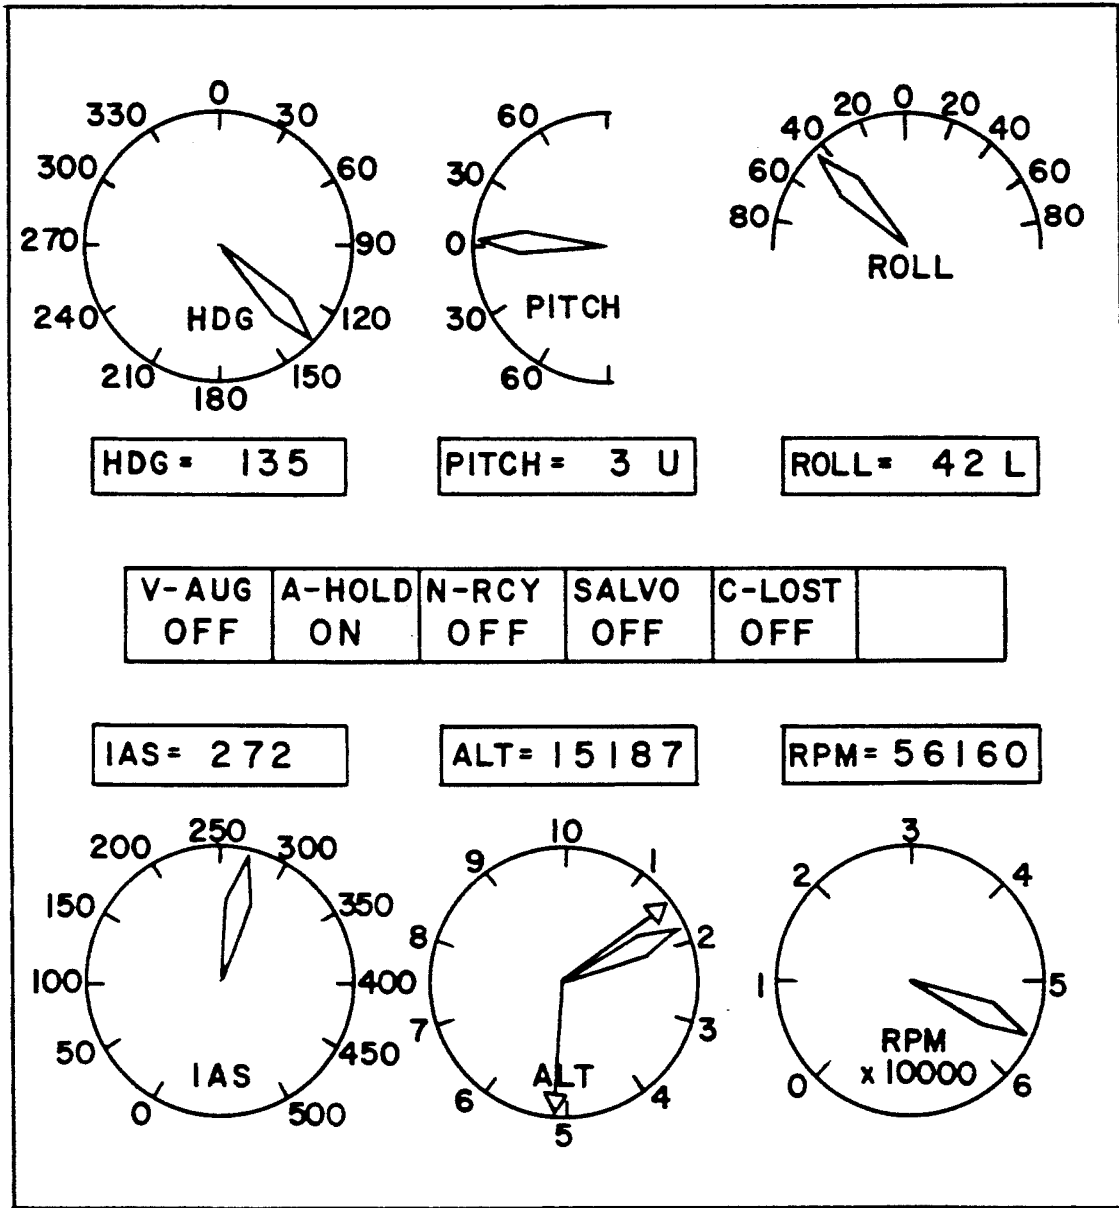 0
330 30
300 60
270 90
240 120
210 150
180
HDG
60
30
0
30
60
PITCH
0
20 20
40 40
60 60
80 80
ROLL
HDG= 135
PITCH= 3 U
ROLL= 42 L
V-AUG A-HOLD N-RCY SALVO C-LOST
OFF ON OFF OFF OFF
IAS= 272
ALT= 15187
RPM= 56160
250
200 300
150 350
100 400
50 450
0 500
IAS
10
9 1
8 2
7 3
6 4
5
ALT
3
2 4
1 5
0 6
RPM
x 10000